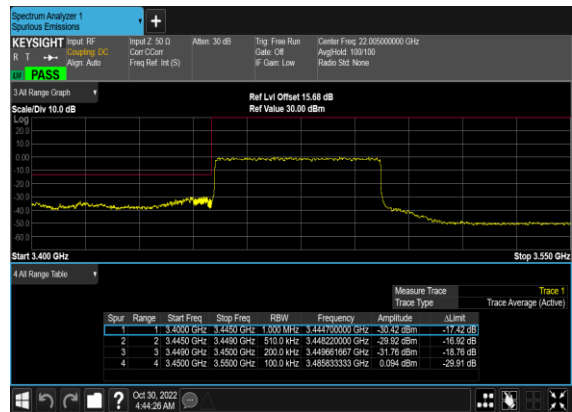 Spectrum Analyzer 1
Spurious Emissions
KEYSIGHT Input: RF Input Z: 50 Ω Atten: 30 dB Trig: Free Run Center Freq: 22.005000000 GHz
R T Coupling: DC Corr CCorr Gate: Off Avg|Hold: 100/100
Align: Auto Freq Ref: Int (S) IF Gain: Low Radio Std: None
PASS
3 All Range Graph
Ref Lvl Offset 15.68 dB
Scale/Div 10.0 dB Ref Value 30.00 dBm
Log
20.0
10.0
0.00
-10.0
-20.0
-30.0
-40.0
-50.0
-60.0
Start 3.400 GHz Stop 3.550 GHz
4 All Range Table
Measure Trace Trace 1
Trace Type Trace Average (Active)
Spur Range Start Freq Stop Freq RBW Frequency Amplitude ΔLimit
1 1 3.4000 GHz 3.4450 GHz 1.000 MHz 3.444700000 GHz -30.42 dBm -17.42 dB
2 2 3.4450 GHz 3.4490 GHz 510.0 kHz 3.448220000 GHz -29.92 dBm -16.92 dB
3 3 3.4490 GHz 3.4500 GHz 200.0 kHz 3.449661667 GHz -31.76 dBm -18.76 dB
4 4 3.4500 GHz 3.5500 GHz 100.0 kHz 3.485833333 GHz 0.094 dBm -29.91 dB
? Oct 30, 2022
4:44:26 AM